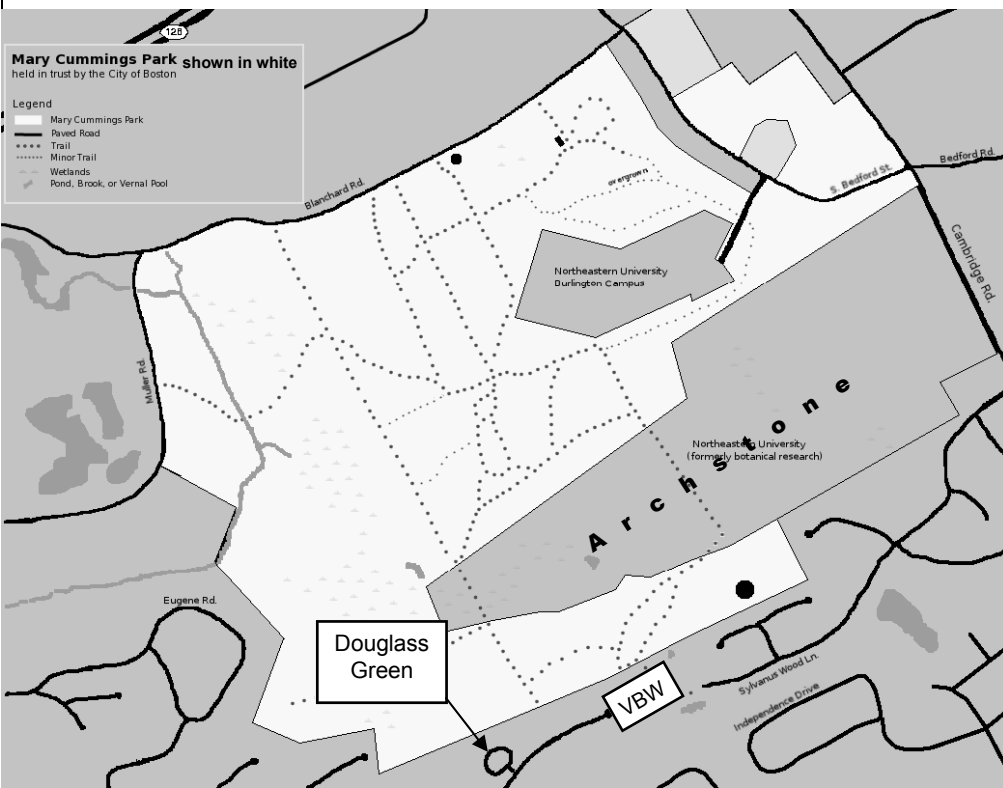 128
Mary Cummings Park shown in white
held in trust by the City of Boston
Legend
Mary Cummings Park
Paved Road
Trail
Minor Trail
Wetlands
Pond, Brook, or Vernal Pool
Blanchard Rd.
overgrown
S. Bedford St.
Bedford Rd.
Cambridge Rd.
Northeastern University
Burlington Campus
Muller Rd.
Archstone
Northeastern University
(formerly botanical research)
Eugene Rd.
Douglass
Green
VBW
Sylvanus Wood Ln.
Independence Drive